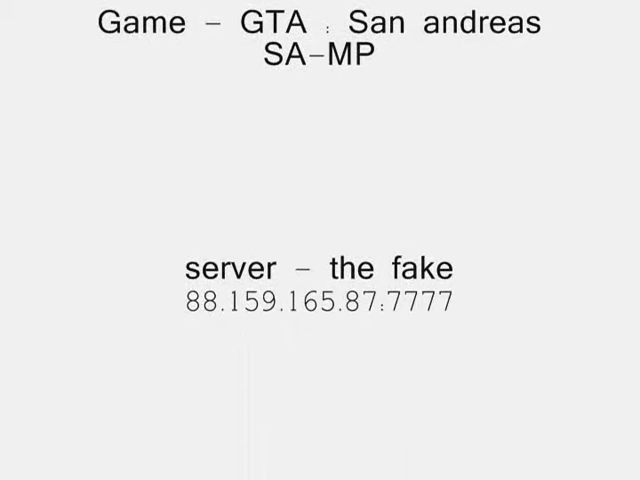 Game - GTA : San andreas
SA-MP
server - the fake
88.159.165.87:7777